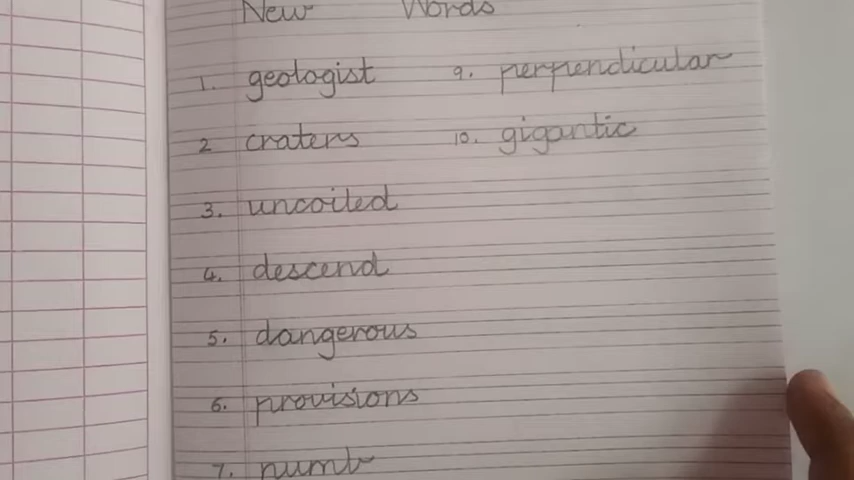 New Words
1. geologist
2 craters
3. uncoiled
4. descend
5. dangerous
6. provisions
7. numb
9. perpendicular
10. gigantic